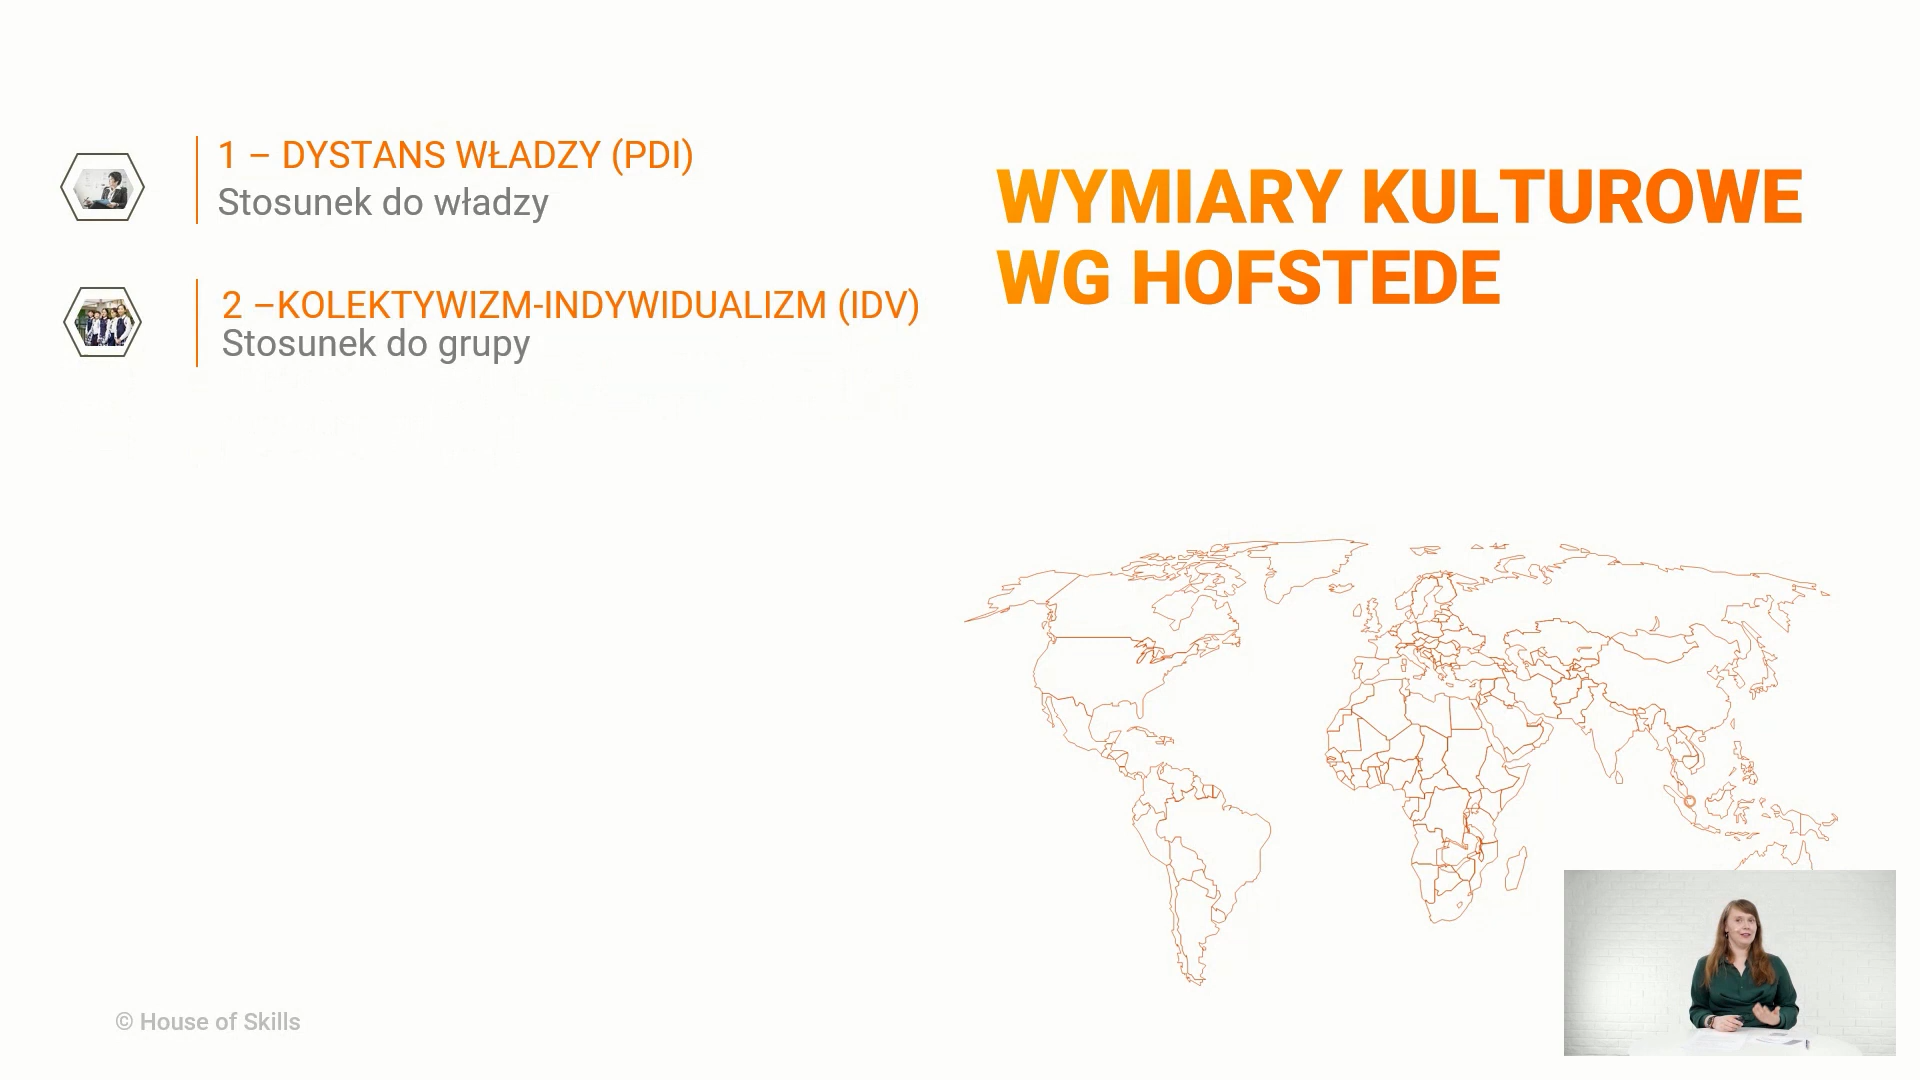 1 – DYSTANS WŁADZY (PDI)
Stosunek do władzy
2 –KOLEKTYWIZM-INDYWIDUALIZM (IDV)
Stosunek do grupy
WYMIARY KULTUROWE
WG HOFSTEDE
© House of Skills